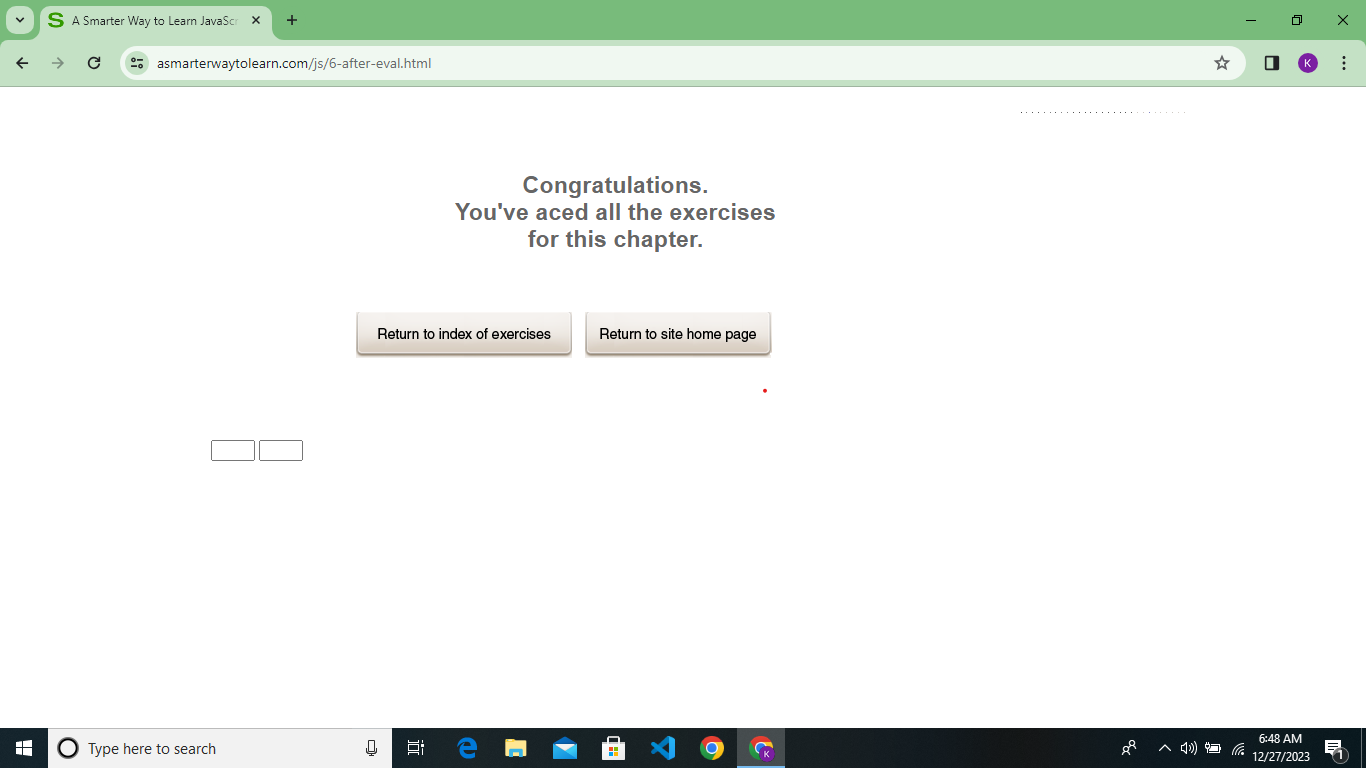 A Smarter Way to Learn JavaScr
asmarterwaytolearn.com/js/6-after-eval.html
K
Congratulations.
You've aced all the exercises
for this chapter.
Return to index of exercises
Return to site home page
Type here to search
K
6:48 AM
12/27/2023
1